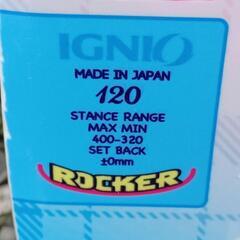 IGNIO
MADE IN JAPAN
120
STANCE RANGE
MAX MIN
400-320
SET BACK
±0mm
ROCKER